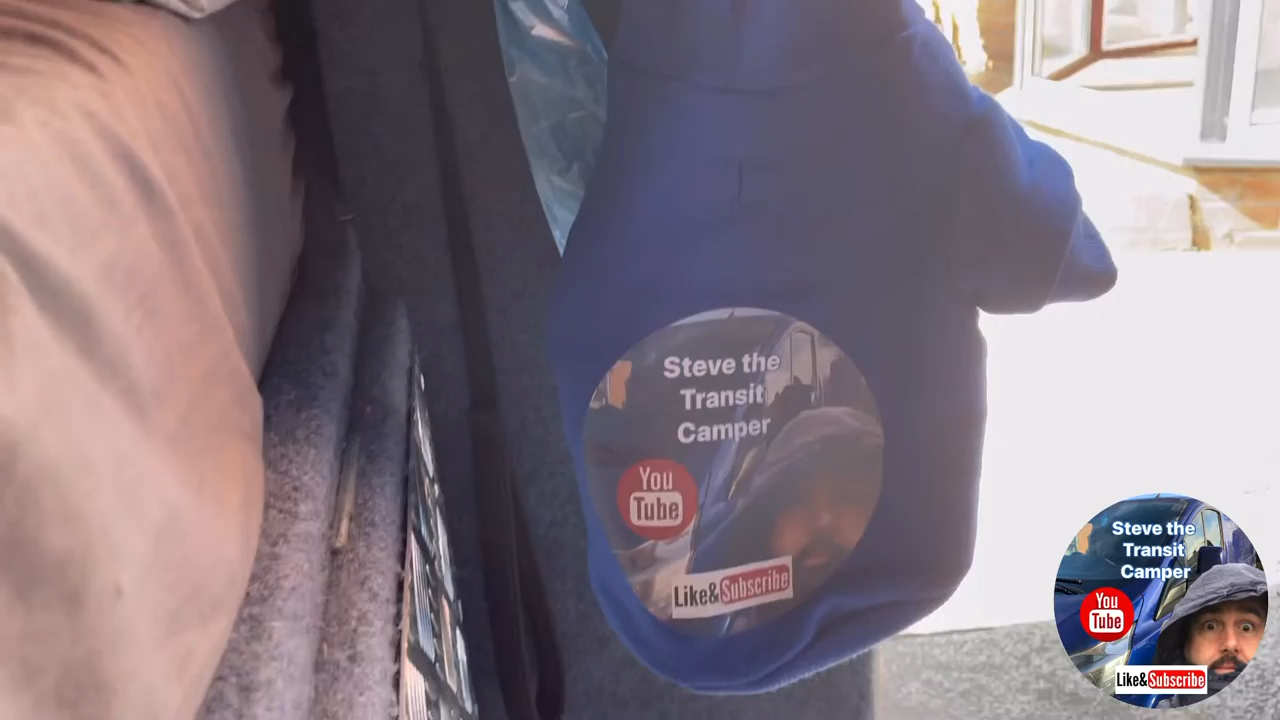 Steve the
Transit
Camper
You
Tube
Like&Subscribe
Steve the
Transit
Camper
You
Tube
Like&Subscribe